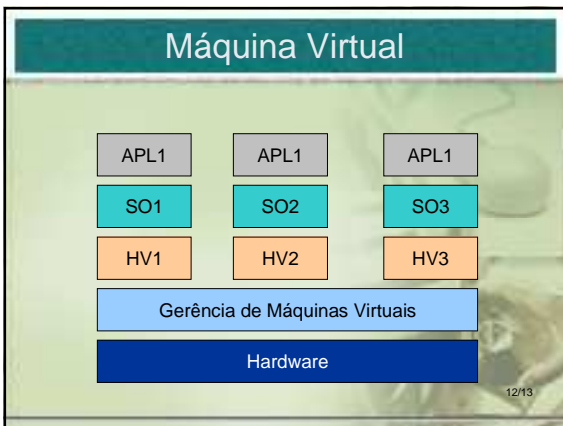 Máquina Virtual
APL1 APL1 APL1
SO1 SO2 SO3
HV1 HV2 HV3
Gerência de Máquinas Virtuais
Hardware
12/13